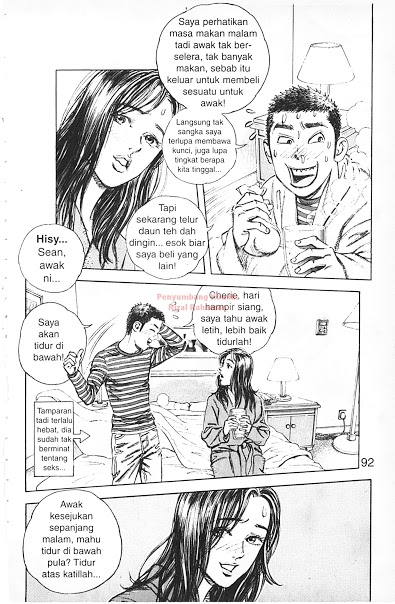 Saya perhatikan
masa makan malam
tadi awak tak ber-
selera, tak banyak
makan, sebab itu
keluar untuk membeli
sesuatu untuk
awak!
Langsung tak
sangka saya
terlupa membawa
kunci, juga lupa
tingkat berapa
kita tinggal...
Tapi
sekarang telur
daun teh dah
dingin... esok biar
saya beli yang
lain!
Hisy...
Sean,
awak
ni...
Cherie, hari
hampir siang,
saya tahu awak
letih, lebih baik
tidurlah!
Saya
akan
tidur di
bawah!
Tamparan
tadi terlalu
hebat, dia
sudah tak
berminat
tentang
seks...
92
Awak
kesejukan
sepanjang
malam, mahu
tidur di bawah
pula? Tidur
atas katillah...